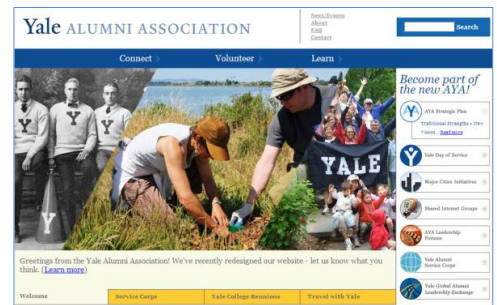 Yale ALUMNI ASSOCIATION
News/Events
About
FAQ
Contact
Search
Connect
Volunteer
Learn
Y
Y
Y
YALE
Become part of
the new AYA!
AYA Strategic Plan
Traditional Strengths • New
Read more
Yale Day of Service
Major Cities Initiatives
Shared Interest Groups
AYA Leadership
Forums
Yale Alumni
Service Corps
Yale Global Alumni
Leadership Exchange
Greetings from the Yale Alumni Association! We've recently redesigned our website - let us know what you
think. (Learn more)
Welcome
Service Corps
Yale College Reunions
Travel with Yale